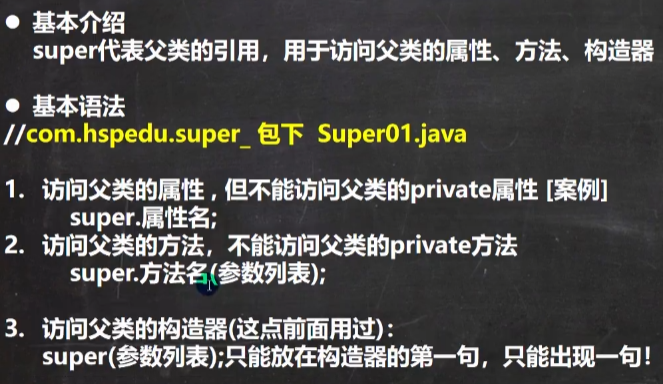 ● 基本介绍
super代表父类的引用，用于访问父类的属性、方法、构造器
● 基本语法
//com.hspedu.super_ 包下 Super01.java
1. 访问父类的属性 , 但不能访问父类的private属性 [案例]
super.属性名;
2. 访问父类的方法，不能访问父类的private方法
super.方法名(参数列表);
3. 访问父类的构造器(这点前面用过)：
super(参数列表);只能放在构造器的第一句，只能出现一句！